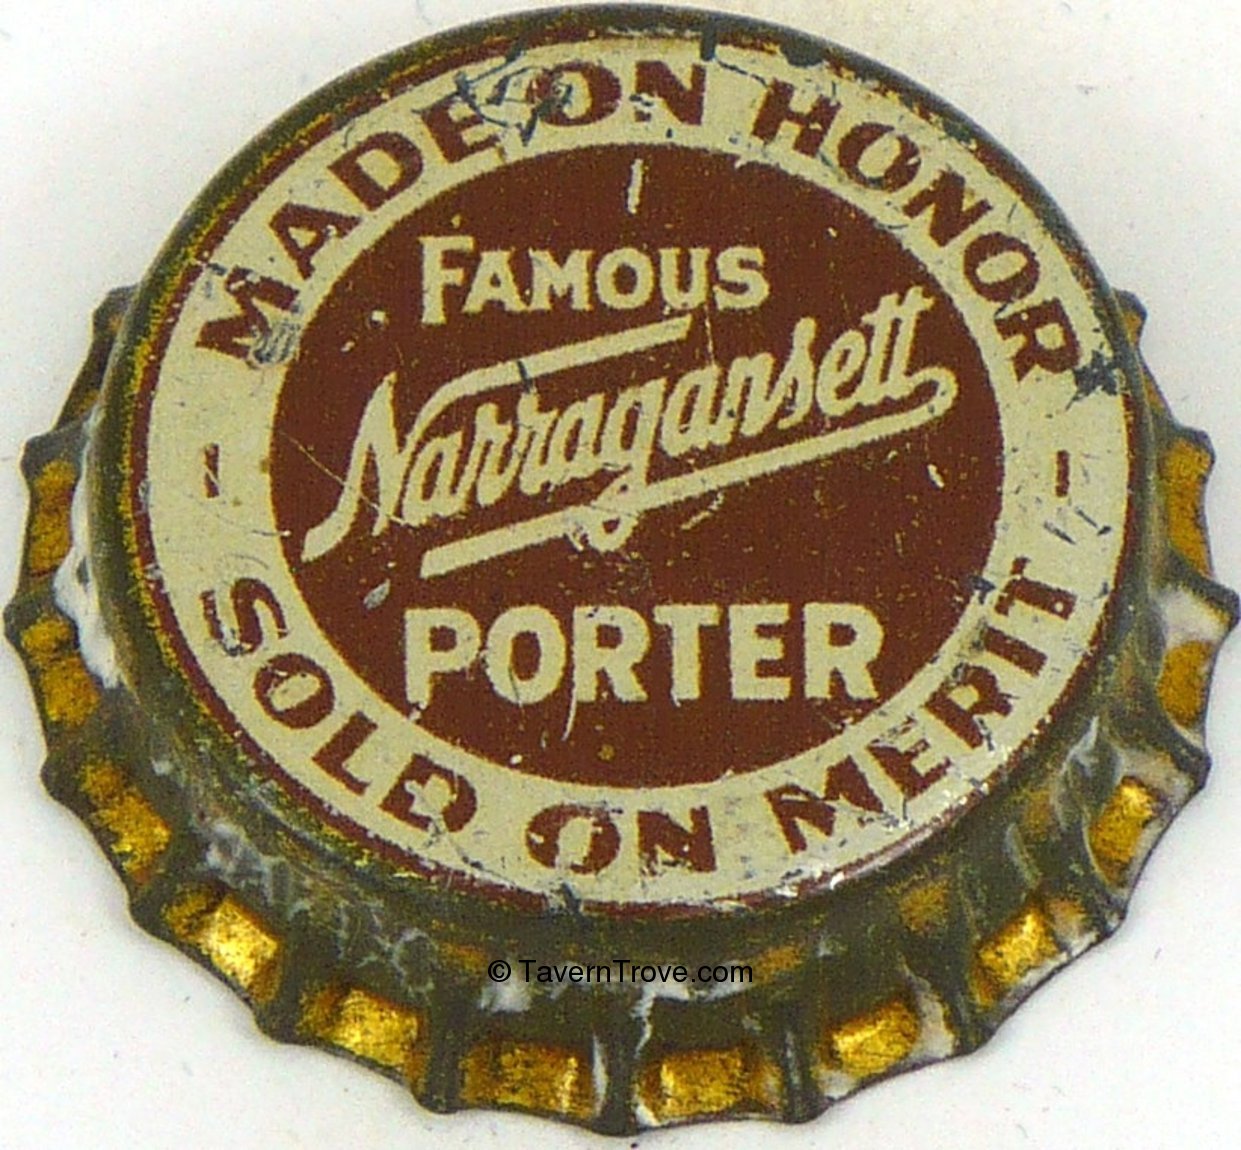 MADE ON HONOR
FAMOUS
Narragansett
PORTER
- SOLD ON MERIT -
© TavernTrove.com